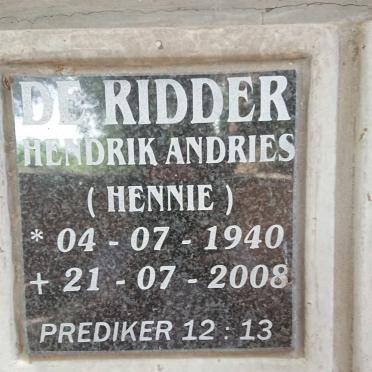 DE RIDDER
HENDRIK ANDRIES
( HENNIE )
* 04 - 07 - 1940
+ 21 - 07 - 2008
PREDIKER 12 : 13